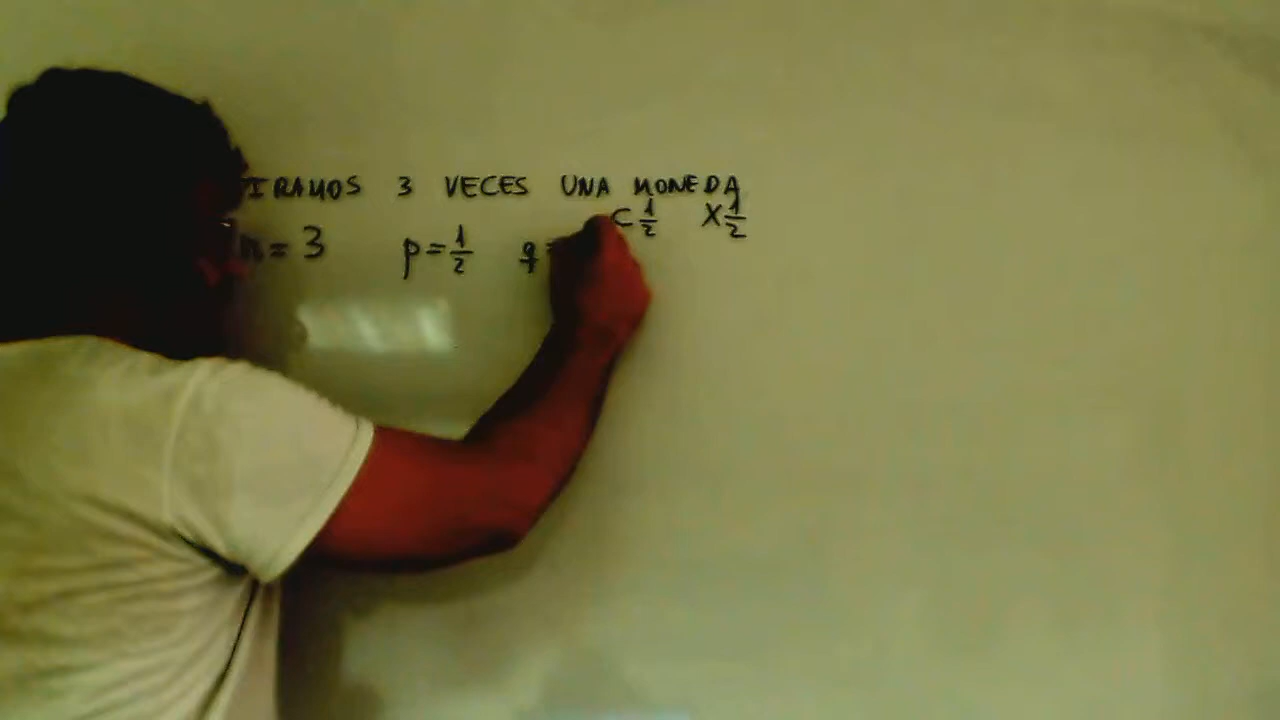 IRAMOS 3 VECES UNA MONEDA
C 1/2 X 1/2
n = 3 p = 1/2 q =